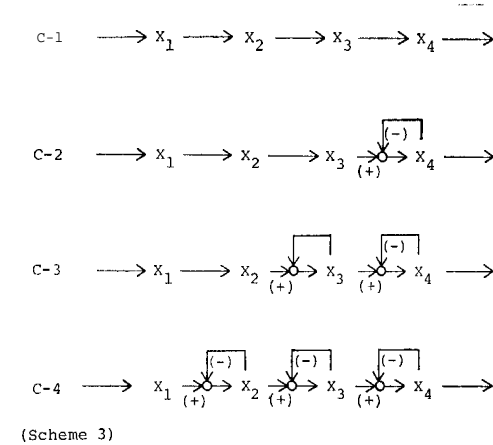 C-1 X1 X2 X3 X4
(-)
C-2 X1 X2 X3 (+) X4
(-)
C-3 X1 X2 (+) X3 (+) X4
(-) (-) (-)
C-4 X1 (+) X2 (+) X3 (+) X4
(Scheme 3)